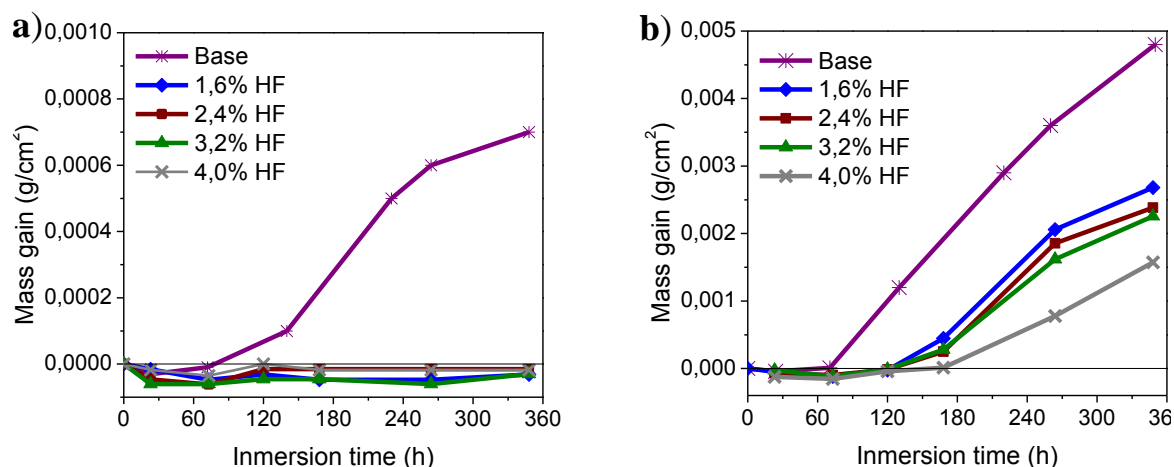 a)
0,0010
0,0008
0,0006
0,0004
0,0002
0,0000
Mass gain (g/cm²)
Base
1,6% HF
2,4% HF
3,2% HF
4,0% HF
0 60 120 180 240 300 360
Inmersion time (h)
b)
0,005
0,004
0,003
0,002
0,001
0,000
Mass gain (g/cm²)
Base
1,6% HF
2,4% HF
3,2% HF
4,0% HF
0 60 120 180 240 300 36
Inmersion time (h)